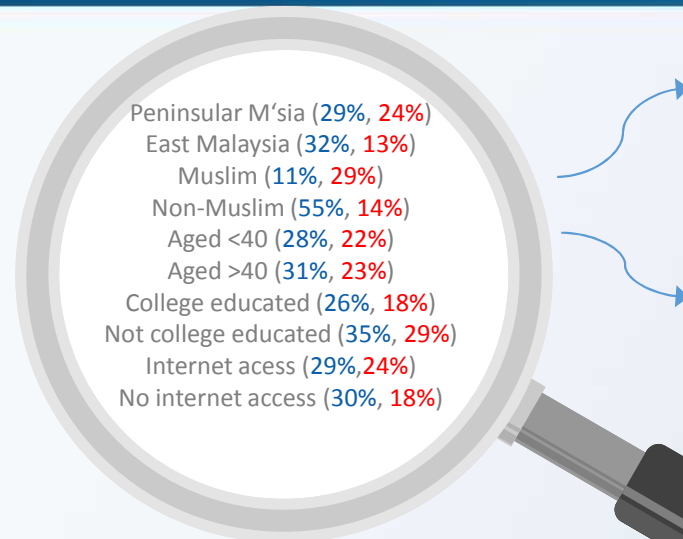 Peninsular M‘sia (29%, 24%)
East Malaysia (32%, 13%)
Muslim (11%, 29%)
Non-Muslim (55%, 14%)
Aged <40 (28%, 22%)
Aged >40 (31%, 23%)
College educated (26%, 18%)
Not college educated (35%, 29%)
Internet acess (29%,24%)
No internet access (30%, 18%)